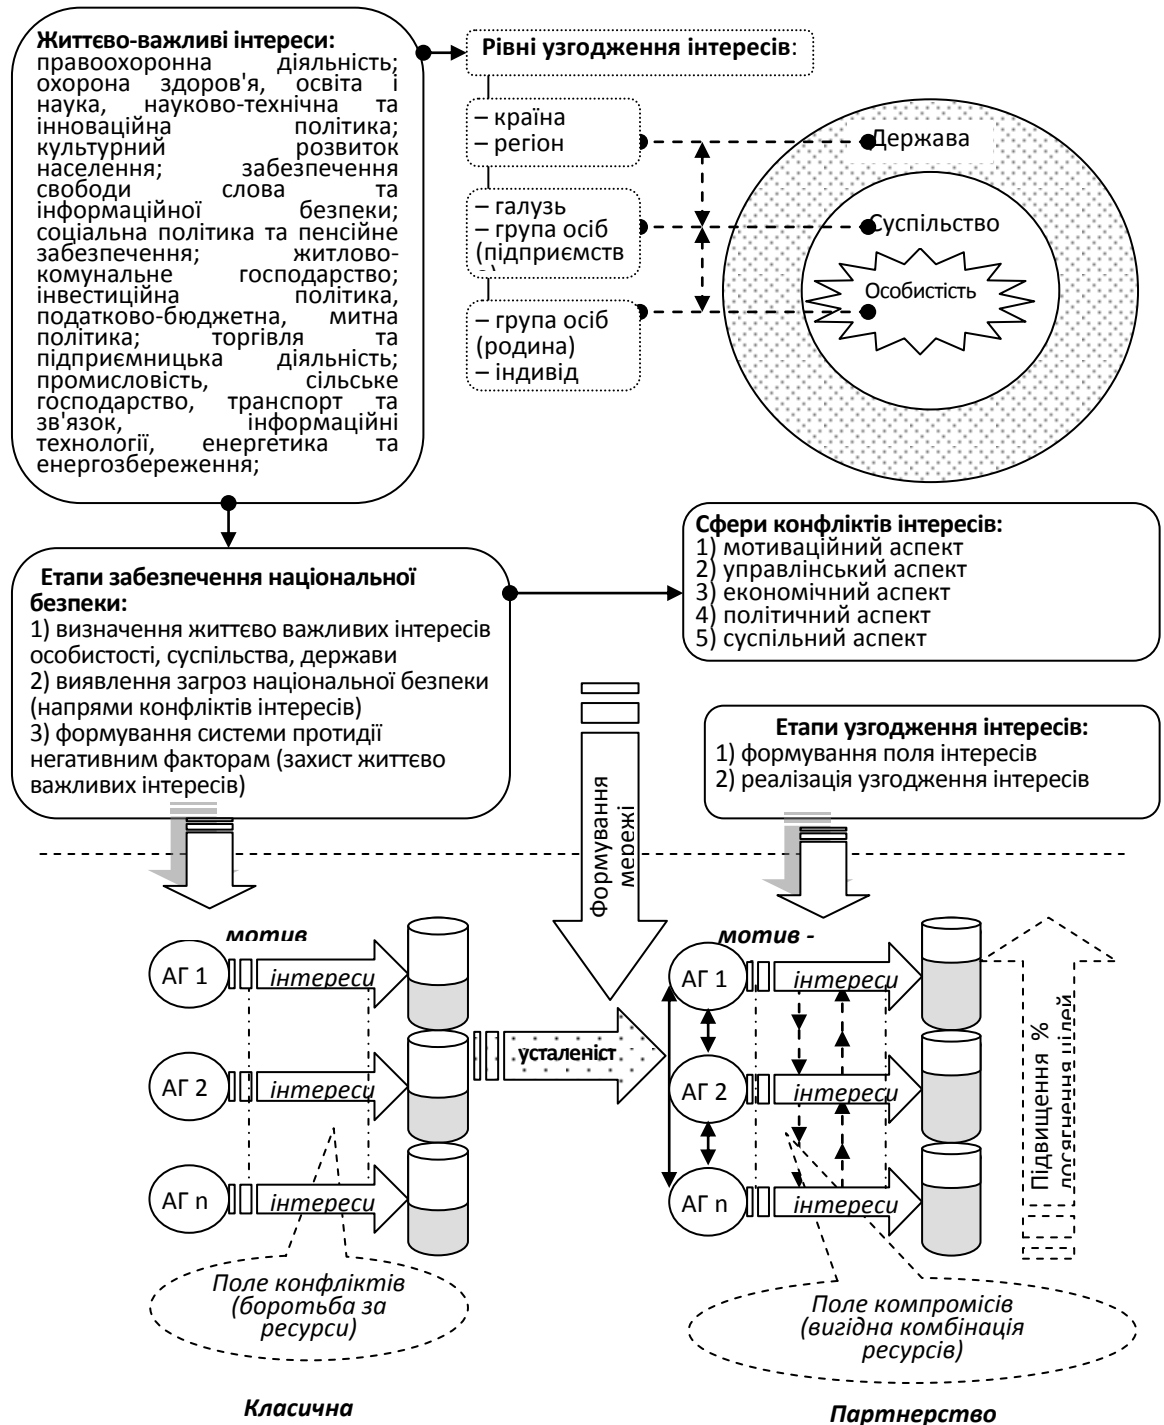 Життєво-важливі інтереси:
правоохоронна діяльність;
охорона здоров'я, освіта і
наука, науково-технічна та
інноваційна політика;
культурний розвиток
населення; забезпечення
свободи слова та
інформаційної безпеки;
соціальна політика та пенсійне
забезпечення; житлово-
комунальне господарство;
інвестиційна політика,
податково-бюджетна, митна
політика; торгівля та
підприємницька діяльність;
промисловість, сільське
господарство, транспорт та
зв'язок, інформаційні
технології, енергетика та
енергозбереження;
Рівні узгодження інтересів:
– країна
– регіон
– галузь
– група осіб
(підприємств
– група осіб
(родина)
– індивід
Держава
Суспільство
Особистість
Етапи забезпечення національної
безпеки:
1) визначення життєво важливих інтересів
особистості, суспільства, держави
2) виявлення загроз національної безпеки
(напрями конфліктів інтересів)
3) формування системи протидії
негативним факторам (захист життєво
важливих інтересів)
Сфери конфліктів інтересів:
1) мотиваційний аспект
2) управлінський аспект
3) економічний аспект
4) політичний аспект
5) суспільний аспект
Етапи узгодження інтересів:
1) формування поля інтересів
2) реалізація узгодження інтересів
Формування
мережі
мотив
АГ 1
інтереси
АГ 2
інтереси
АГ n
інтереси
Поле конфліктів
(боротьба за
ресурси)
Класична
усталеніст
мотив -
АГ 1
інтереси
АГ 2
інтереси
АГ n
інтереси
Поле компромісів
(вигідна комбінація
ресурсів)
Партнерство
Підвищення %
досягнення цілей